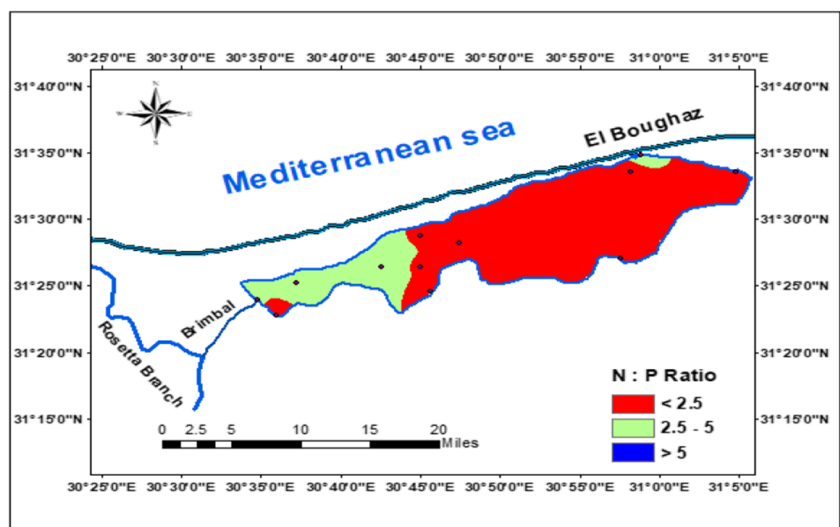 30°25'0"E 30°30'0"E 30°35'0"E 30°40'0"E 30°45'0"E 30°50'0"E 30°55'0"E 31°0'0"E 31°5'0"E
31°40'0"N 31°40'0"N
N
W E
S
El Boughaz
Mediterranean sea
31°35'0"N 31°35'0"N
31°30'0"N 31°30'0"N
31°25'0"N 31°25'0"N
Brimbal
Rosetta Branch
31°20'0"N 31°20'0"N
N : P Ratio
< 2.5
31°15'0"N 31°15'0"N
2.5 - 5
> 5
0 2.5 5 10 15 20
Miles
30°25'0"E 30°30'0"E 30°35'0"E 30°40'0"E 30°45'0"E 30°50'0"E 30°55'0"E 31°0'0"E 31°5'0"E